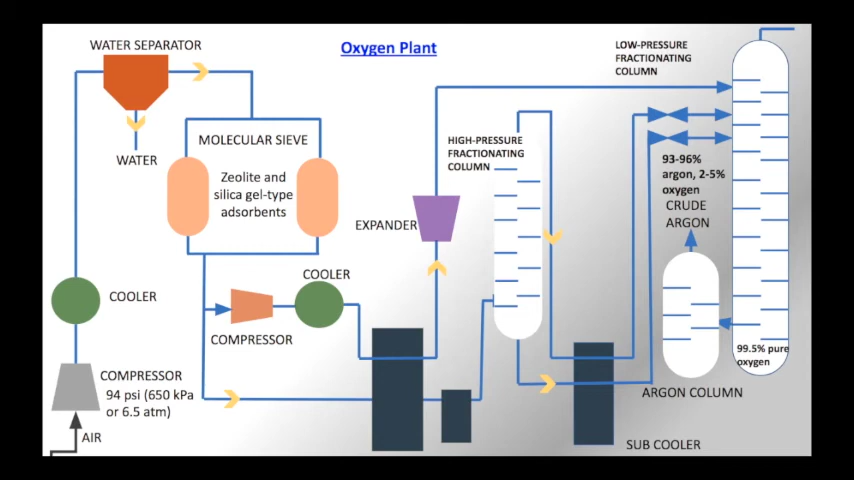 Oxygen Plant
WATER SEPARATOR
LOW-PRESSURE
FRACTIONATING
COLUMN
WATER
MOLECULAR SIEVE
Zeolite and
silica gel-type
adsorbents
HIGH-PRESSURE
FRACTIONATING
COLUMN
93-96%
argon, 2-5%
oxygen
CRUDE
ARGON
EXPANDER
COOLER
COOLER
COMPRESSOR
99.5% pure
oxygen
COMPRESSOR
94 psi (650 kPa
or 6.5 atm)
ARGON COLUMN
AIR
SUB COOLER